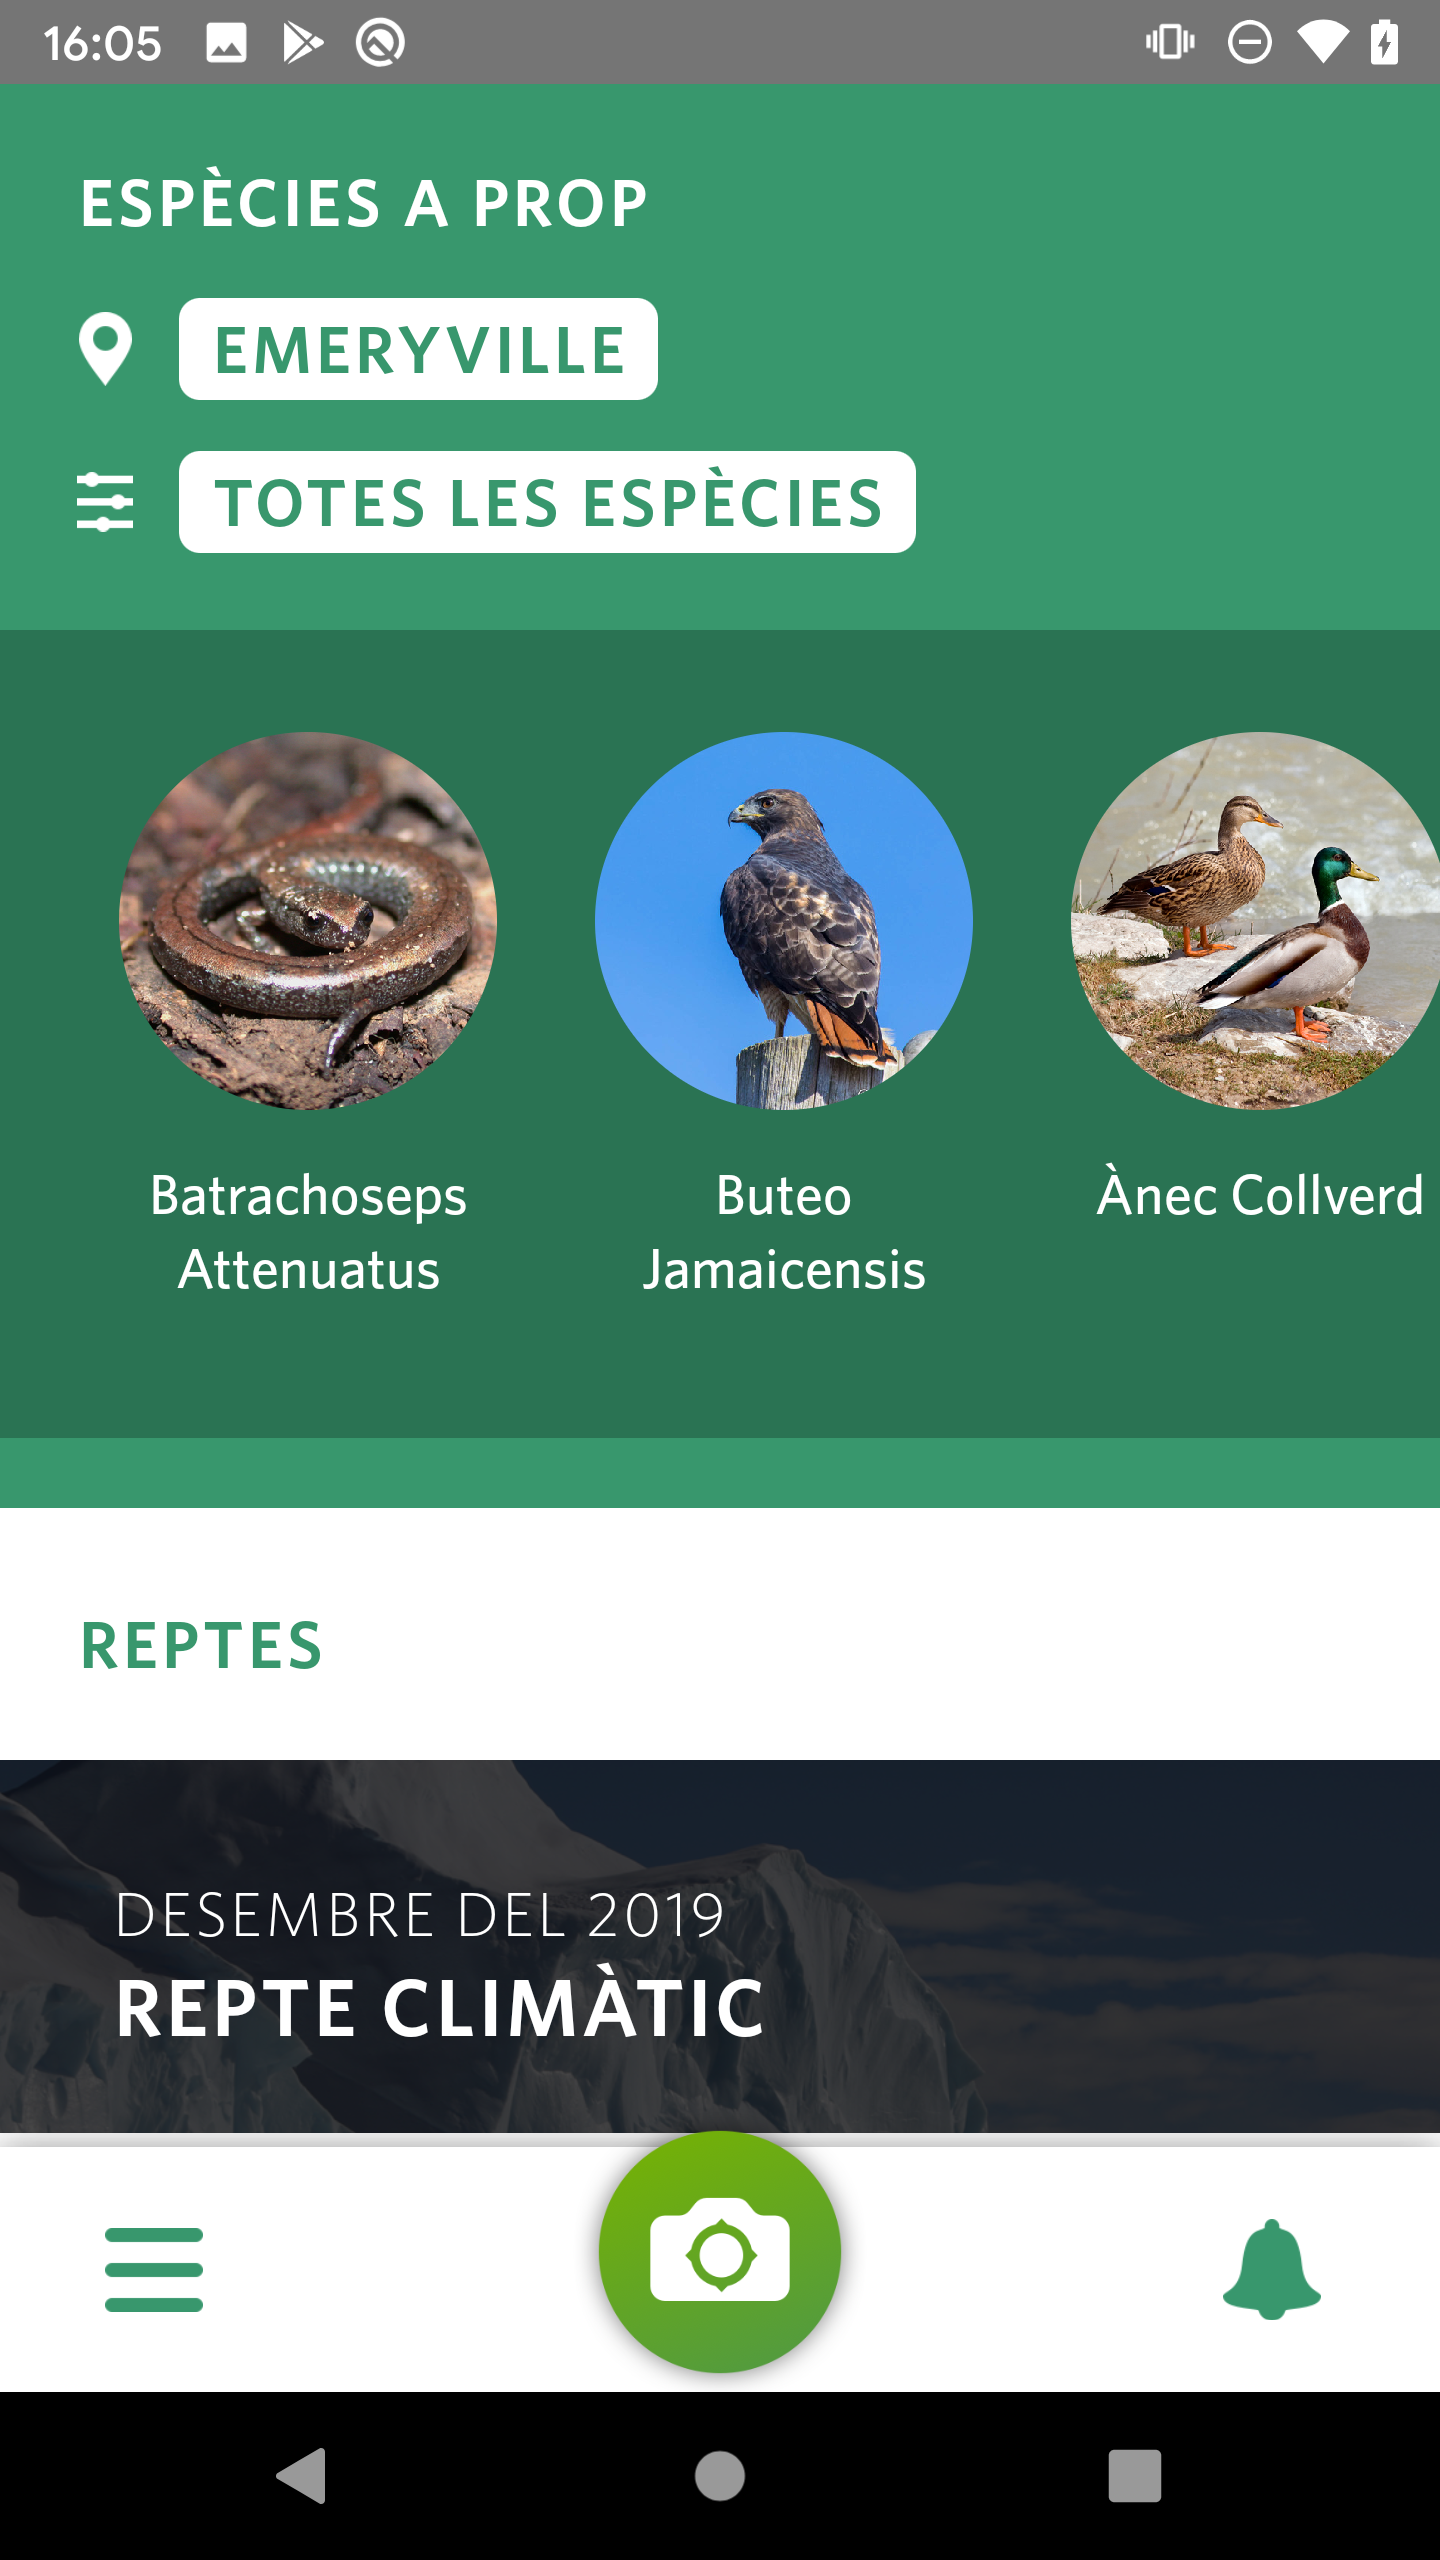 16:05
ESPÈCIES A PROP
EMERYVILLE
TOTES LES ESPÈCIES
Batrachoseps
Attenuatus
Buteo
Jamaicensis
Ànec Collverd
REPTES
DESEMBRE DEL 2019
REPTE CLIMÀTIC